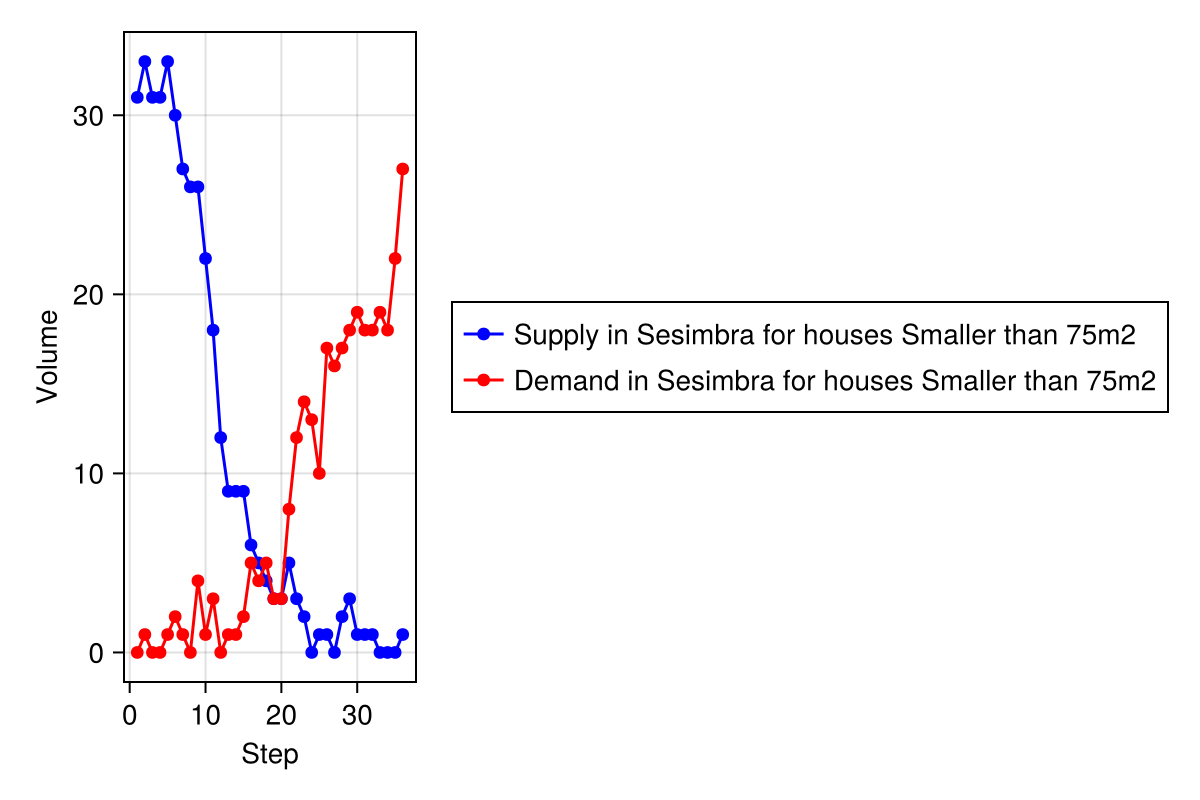 Volume
30
20
10
0
0 10 20 30
Step
Supply in Sesimbra for houses Smaller than 75m2
Demand in Sesimbra for houses Smaller than 75m2